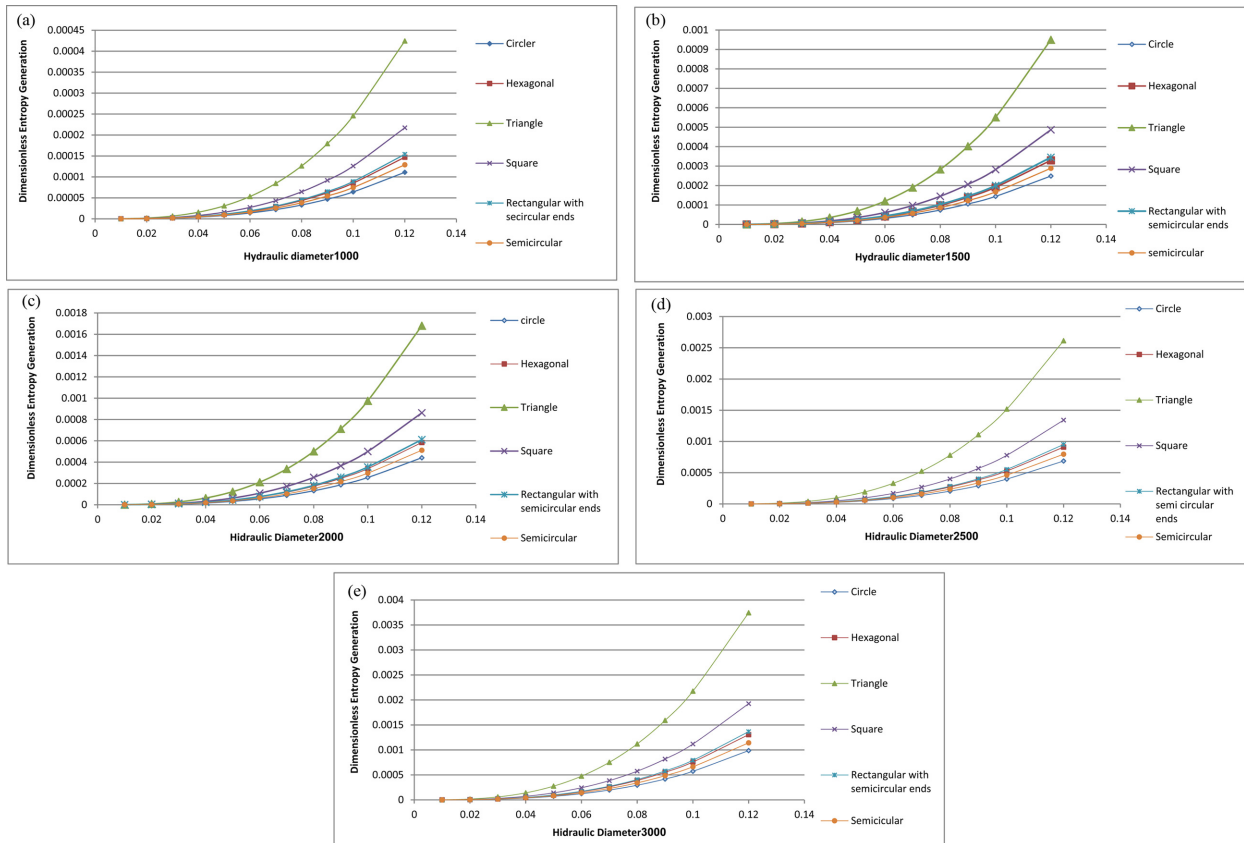 (a)
Dimensionless Entropy Generation
0.00045
0.0004
0.00035
0.0003
0.00025
0.0002
0.00015
0.0001
0.00005
0
0
0.02
0.04
0.06
0.08
0.1
0.12
0.14
Hydraulic diameter1000
Circler
Hexagonal
Triangle
Square
Rectangular with
secircular ends
Semicircular
(b)
Dimensionless Entropy Generation
0.001
0.0009
0.0008
0.0007
0.0006
0.0005
0.0004
0.0003
0.0002
0.0001
0
0
0.02
0.04
0.06
0.08
0.1
0.12
0.14
Hydraulic diameter1500
Circle
Hexagonal
Triangle
Square
Rectangular with
semicircular ends
semicircular
(c)
Dimensionless Entropy Generation
0.0018
0.0016
0.0014
0.0012
0.001
0.0008
0.0006
0.0004
0.0002
0
0
0.02
0.04
0.06
0.08
0.1
0.12
0.14
Hidraulic Diameter2000
circle
Hexagonal
Triangle
Square
Rectangular with
semicircular ends
Semicircular
(d)
Dimensionless Entropy Generation
0.003
0.0025
0.002
0.0015
0.001
0.0005
0
0
0.02
0.04
0.06
0.08
0.1
0.12
0.14
Hidraulic Diameter2500
Circle
Hexagonal
Triangle
Square
Rectangular with
semi circular
ends
Semicircular
(e)
Dimensionless Entropy Generation
0.004
0.0035
0.003
0.0025
0.002
0.0015
0.001
0.0005
0
0
0.02
0.04
0.06
0.08
0.1
0.12
0.14
Hidraulic Diameter3000
Circle
Hexagonal
Triangle
Square
Rectangular with
semicircular ends
Semicicular